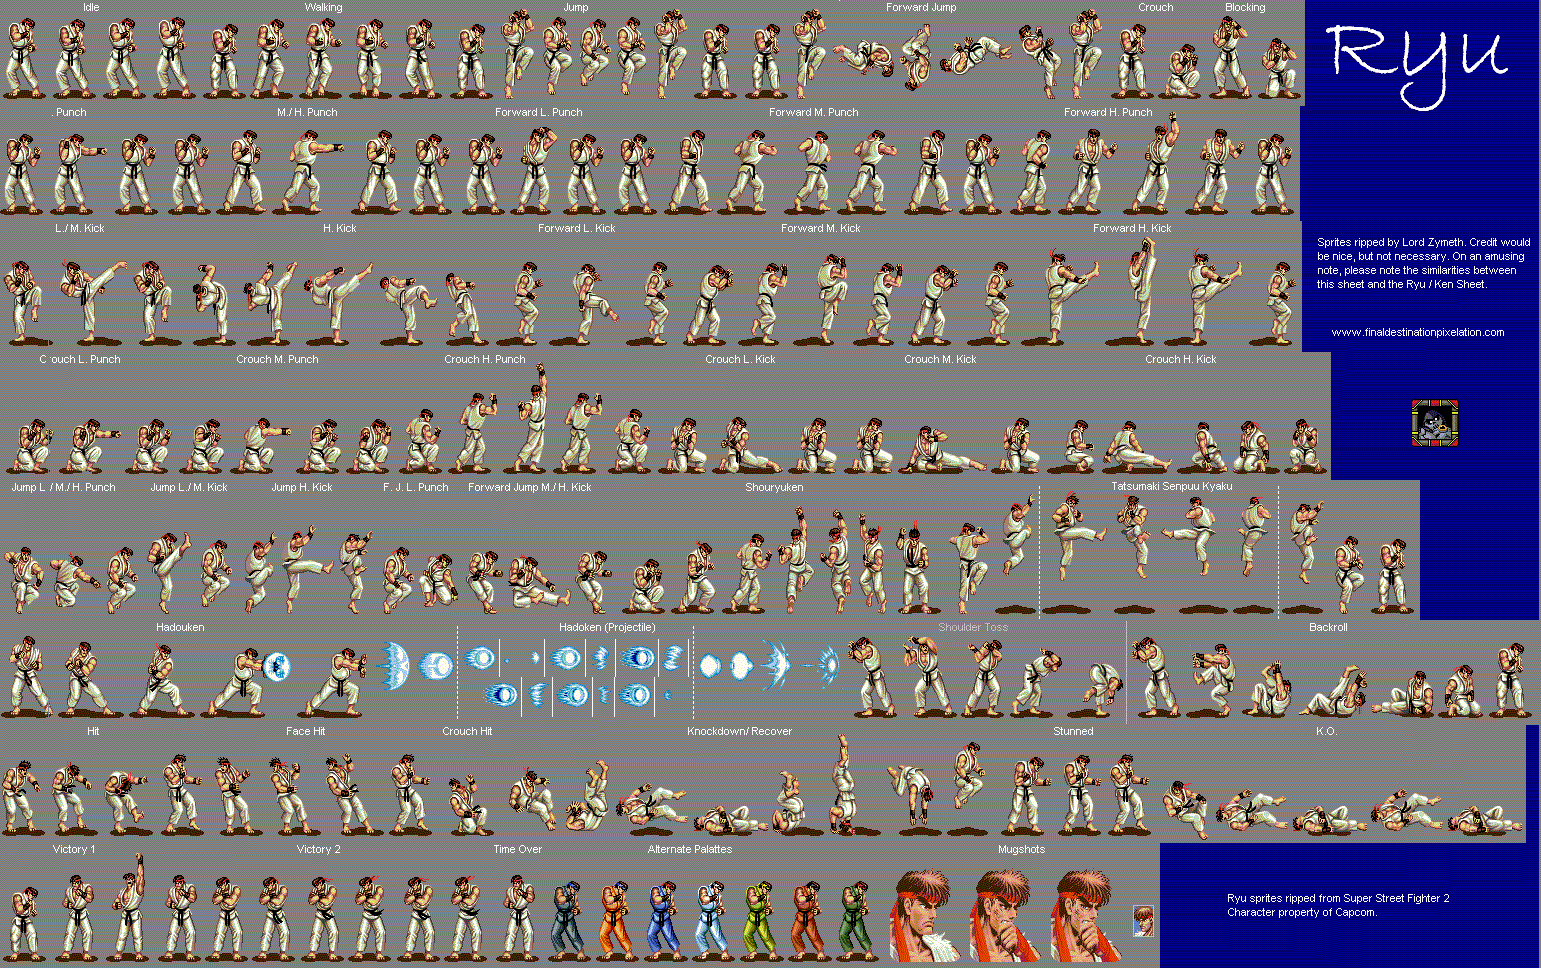 Idle Walking Jump Forward Jump Crouch Blocking
Ryu
. Punch M./ H. Punch Forward L. Punch Forward M. Punch Forward H. Punch
L./ M. Kick H. Kick Forward L. Kick Forward M. Kick Forward H. Kick
Sprites ripped by Lord Zymeth. Credit would
be nice, but not necessary. On an amusing
note, please note the similarities between
this sheet and the Ryu / Ken Sheet.
www.finaldestinationpixelation.com
Crouch L. Punch Crouch M. Punch Crouch H. Punch Crouch L. Kick Crouch M. Kick Crouch H. Kick
Jump L / M./ H. Punch Jump L./ M. Kick Jump H. Kick F. J. L. Punch Forward Jump M./ H. Kick Shouryuken Tatsumaki Senpuu Kyaku
Hadouken Hadoken (Projectile) Shoulder Toss Backroll
Hit Face Hit Crouch Hit Knockdown/ Recover Stunned K.O.
Victory 1 Victory 2 Time Over Alternate Palattes Mugshots
Ryu sprites ripped from Super Street Fighter 2
Character property of Capcom.